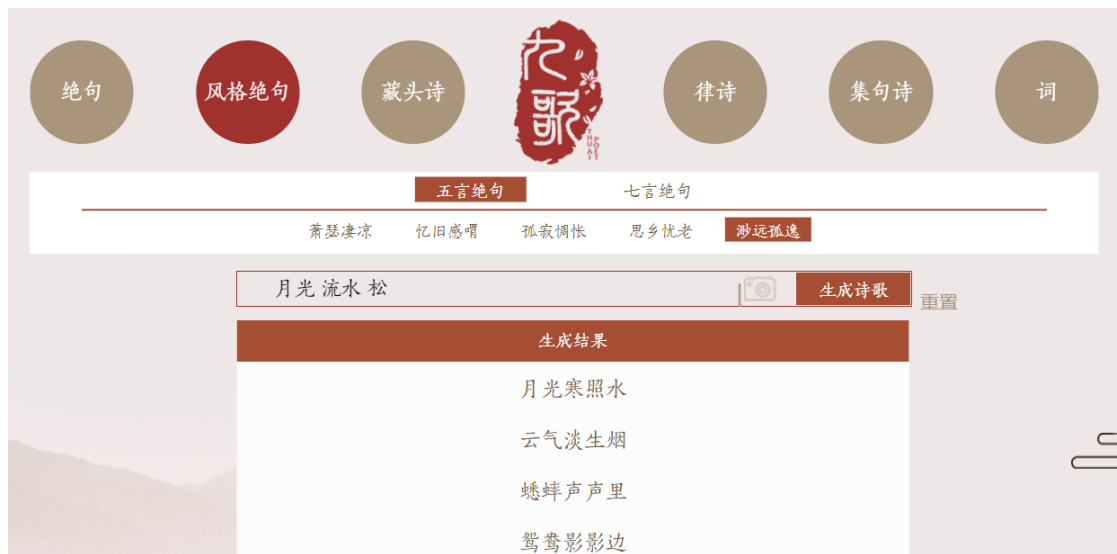 绝句 风格绝句 藏头诗 九歌 THUAI POET 律诗 集句诗 词
五言绝句 七言绝句
萧瑟凄凉 忆旧感喟 孤寂惆怅 思乡忧老 渺远孤逸
月光 流水 松 生成诗歌 重置
生成结果
月光寒照水
云气淡生烟
蟋蟀声声里
鸳鸯影影边